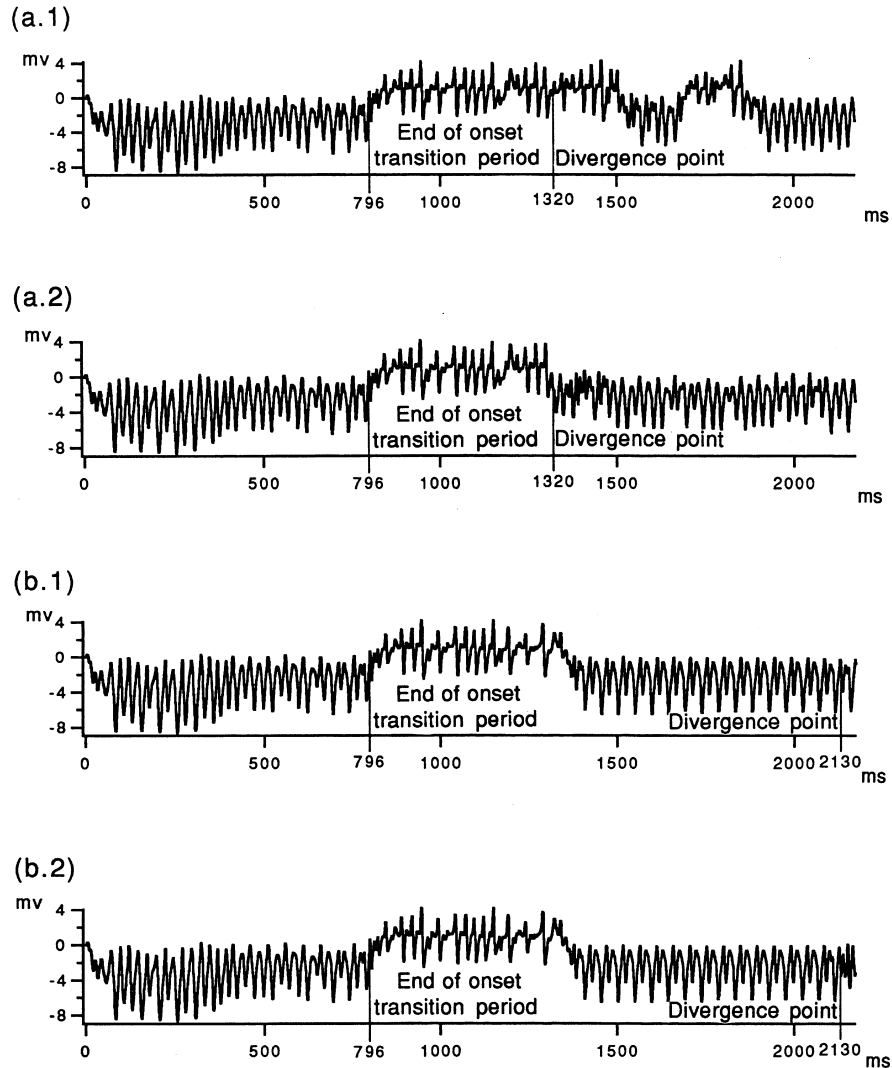 (a.1)
mv
4
0
-4
-8
End of onset
transition period
Divergence point
0
500
796
1000
1320
1500
2000
ms
(a.2)
mv
4
0
-4
-8
End of onset
transition period
Divergence point
0
500
796
1000
1320
1500
2000
ms
(b.1)
mv
4
0
-4
-8
End of onset
transition period
Divergence point
0
500
796
1000
1500
2000
2130
ms
(b.2)
mv
4
0
-4
-8
End of onset
transition period
Divergence point
0
500
796
1000
1500
2000
2130
ms